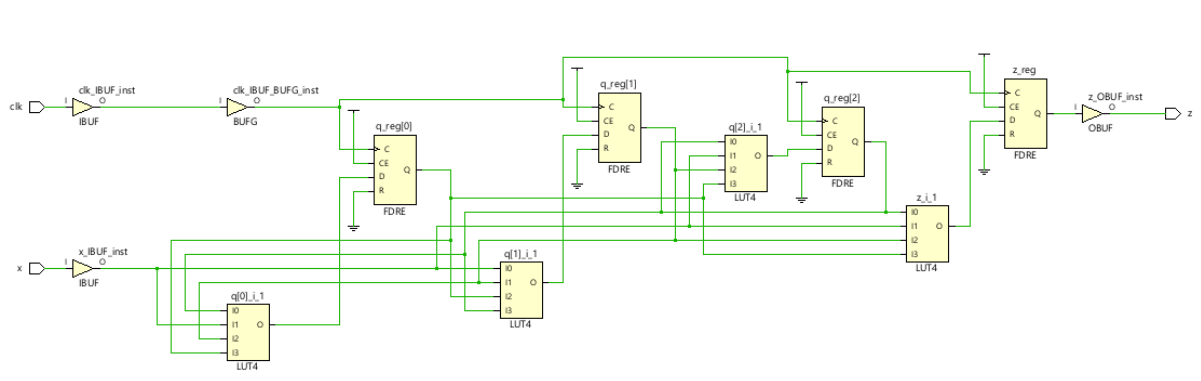 clk
clk_IBUF_inst
I
O
IBUF
clk_IBUF_BUFG_inst
I
O
BUFG
q_reg[0]
C
CE
D
R
Q
FDRE
q_reg[1]
C
CE
D
R
Q
FDRE
q[2]_i_1
I0
I1
I2
I3
O
LUT4
q_reg[2]
C
CE
D
R
Q
FDRE
z_reg
C
CE
D
R
Q
FDRE
z_OBUF_inst
I
O
OBUF
z
z_i_1
I0
I1
I2
I3
O
LUT4
x
x_IBUF_inst
I
O
IBUF
q[1]_i_1
I0
I1
I2
I3
O
LUT4
q[0]_i_1
I0
I1
I2
I3
O
LUT4